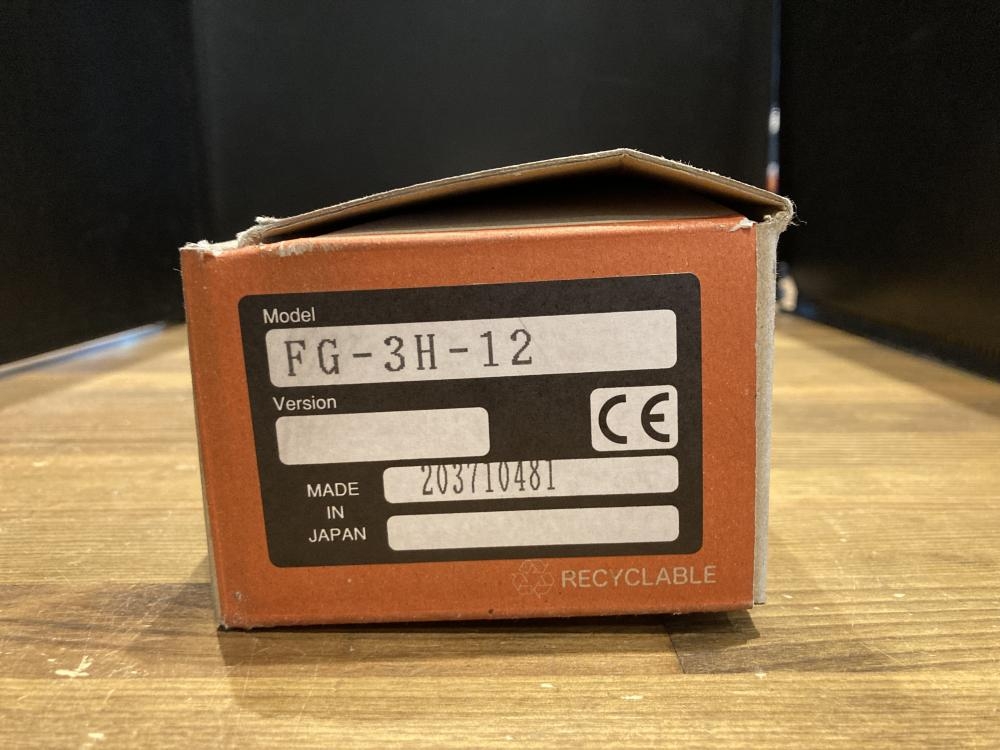 Model
FG-3H-12
Version
CE
203710481
MADE
IN
JAPAN
RECYCLABLE